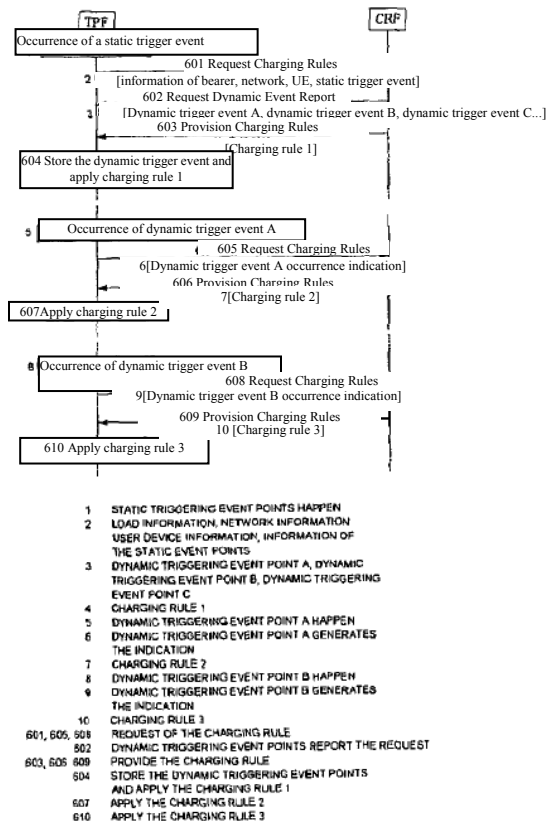 TPF
CRF
Occurrence of a static trigger event
601 Request Charging Rules
2
[information of bearer, network, UE, static trigger event]
602 Request Dynamic Event Report
3
[Dynamic trigger event A, dynamic trigger event B, dynamic trigger event C...]
603 Provision Charging Rules
[Charging rule 1]
604 Store the dynamic trigger event and
apply charging rule 1
5
Occurrence of dynamic trigger event A
605 Request Charging Rules
6[Dynamic trigger event A occurrence indication]
606 Provision Charging Rules
7[Charging rule 2]
607Apply charging rule 2
8
Occurrence of dynamic trigger event B
608 Request Charging Rules
9[Dynamic trigger event B occurrence indication]
609 Provision Charging Rules
10 [Charging rule 3]
610 Apply charging rule 3
1 STATIC TRIGGERING EVENT POINTS HAPPEN
2 LOAD INFORMATION, NETWORK INFORMATION
USER DEVICE INFORMATION, INFORMATION OF
THE STATIC EVENT POINTS
3 DYNAMIC TRIGGERING EVENT POINT A, DYNAMIC
TRIGGERING EVENT POINT B, DYNAMIC TRIGGERING
EVENT POINT C
4 CHARGING RULE 1
5 DYNAMIC TRIGGERING EVENT POINT A HAPPEN
6 DYNAMIC TRIGGERING EVENT POINT A GENERATES
THE INDICATION
7 CHARGING RULE 2
8 DYNAMIC TRIGGERING EVENT POINT B HAPPEN
9 DYNAMIC TRIGGERING EVENT POINT B GENERATES
THE INDICATION
10 CHARGING RULE 3
601, 605, 608 REQUEST OF THE CHARGING RULE
602 DYNAMIC TRIGGERING EVENT POINTS REPORT THE REQUEST
603, 606 609 PROVIDE THE CHARGING RULE
604 STORE THE DYNAMIC TRIGGERING EVENT POINTS
AND APPLY THE CHARGING RULE 1
607 APPLY THE CHARGING RULE 2
610 APPLY THE CHARGING RULE 3